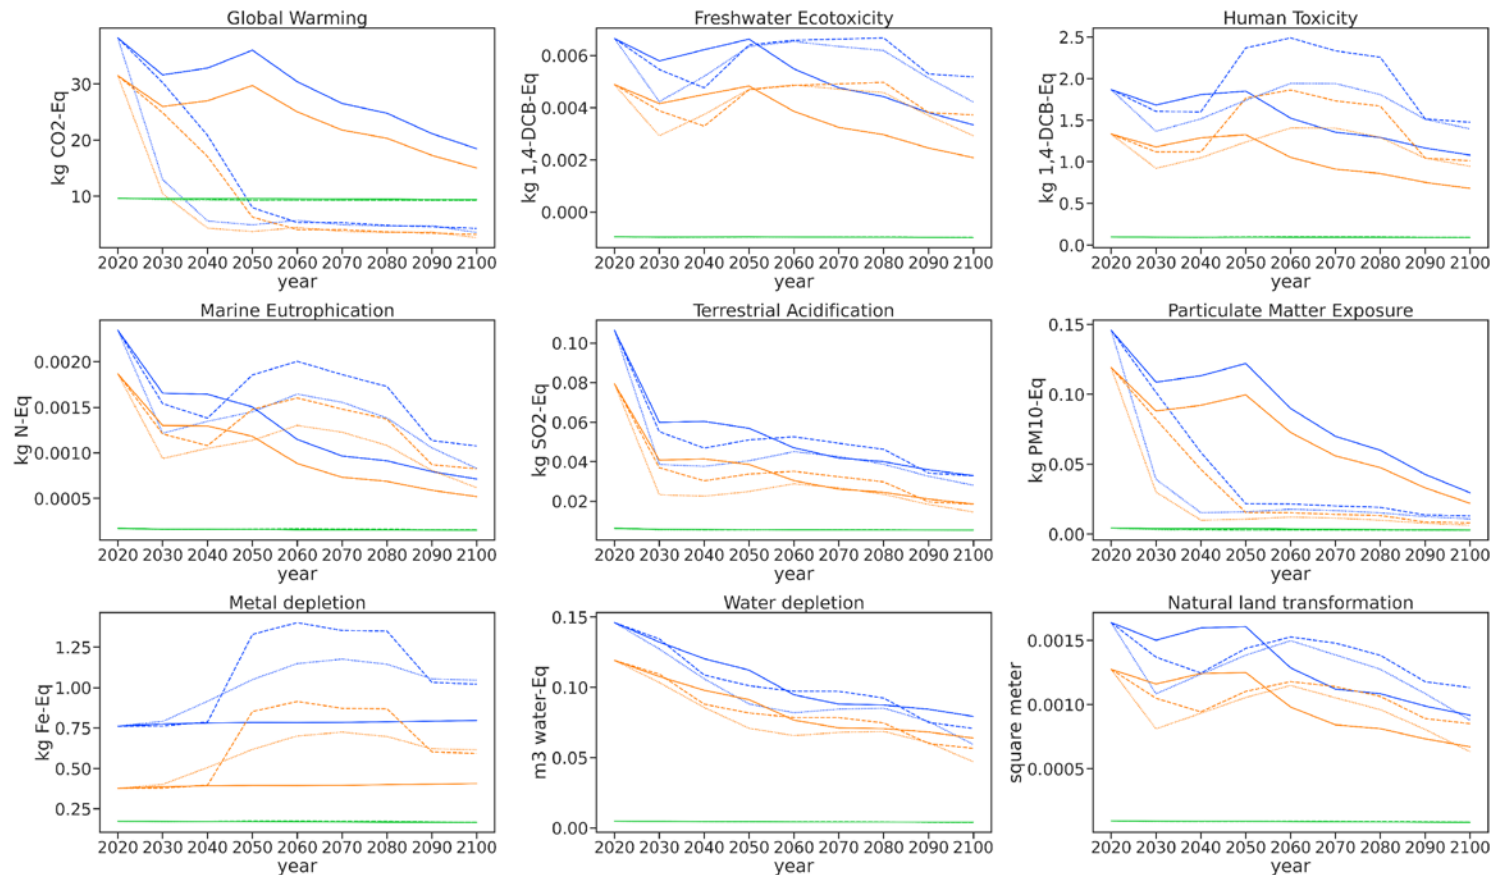 Global Warming
kg CO2-Eq
30
20
10
2020 2030 2040 2050 2060 2070 2080 2090 2100
year
Freshwater Ecotoxicity
kg 1,4-DCB-Eq
0.006
0.004
0.002
0.000
2020 2030 2040 2050 2060 2070 2080 2090 2100
year
Human Toxicity
kg 1,4-DCB-Eq
2.5
2.0
1.5
1.0
0.5
0.0
2020 2030 2040 2050 2060 2070 2080 2090 2100
year
Marine Eutrophication
kg N-Eq
0.0020
0.0015
0.0010
0.0005
2020 2030 2040 2050 2060 2070 2080 2090 2100
year
Terrestrial Acidification
kg SO2-Eq
0.10
0.08
0.06
0.04
0.02
2020 2030 2040 2050 2060 2070 2080 2090 2100
year
Particulate Matter Exposure
kg PM10-Eq
0.15
0.10
0.05
0.00
2020 2030 2040 2050 2060 2070 2080 2090 2100
year
Metal depletion
kg Fe-Eq
1.25
1.00
0.75
0.50
0.25
2020 2030 2040 2050 2060 2070 2080 2090 2100
year
Water depletion
m3 water-Eq
0.15
0.10
0.05
0.00
2020 2030 2040 2050 2060 2070 2080 2090 2100
year
Natural land transformation
square meter
0.0015
0.0010
0.0005
2020 2030 2040 2050 2060 2070 2080 2090 2100
year